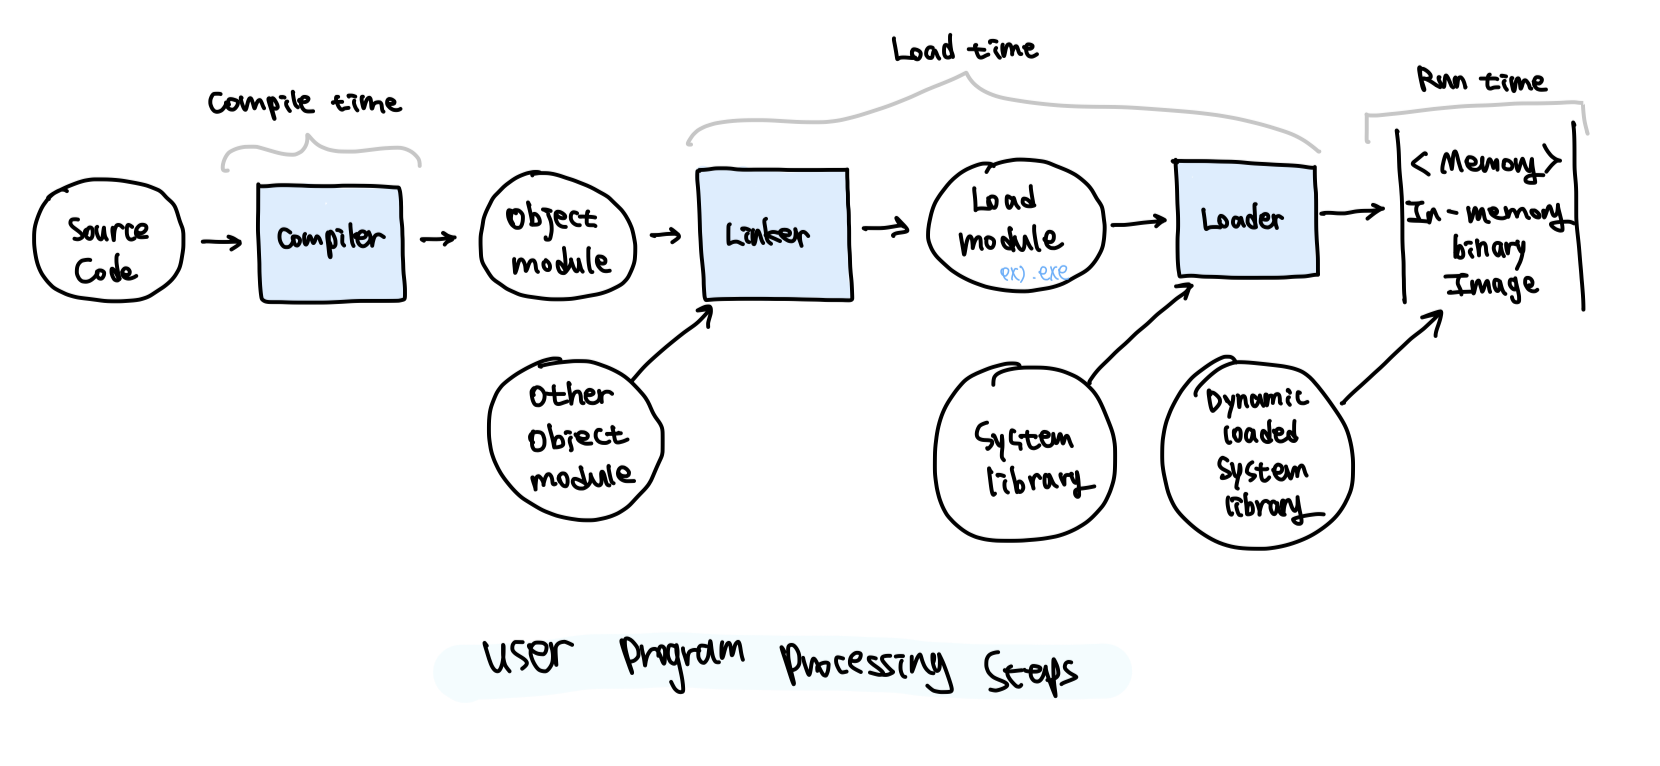 Load time
Run time
Compile time
Source
Code
Compiler
Object
module
Linker
Load
module
ex) .exe
Loader
< Memory >
In-memory
binary
Image
Other
Object
module
System
library
Dynamic
loaded
System
library
User Program Processing Steps